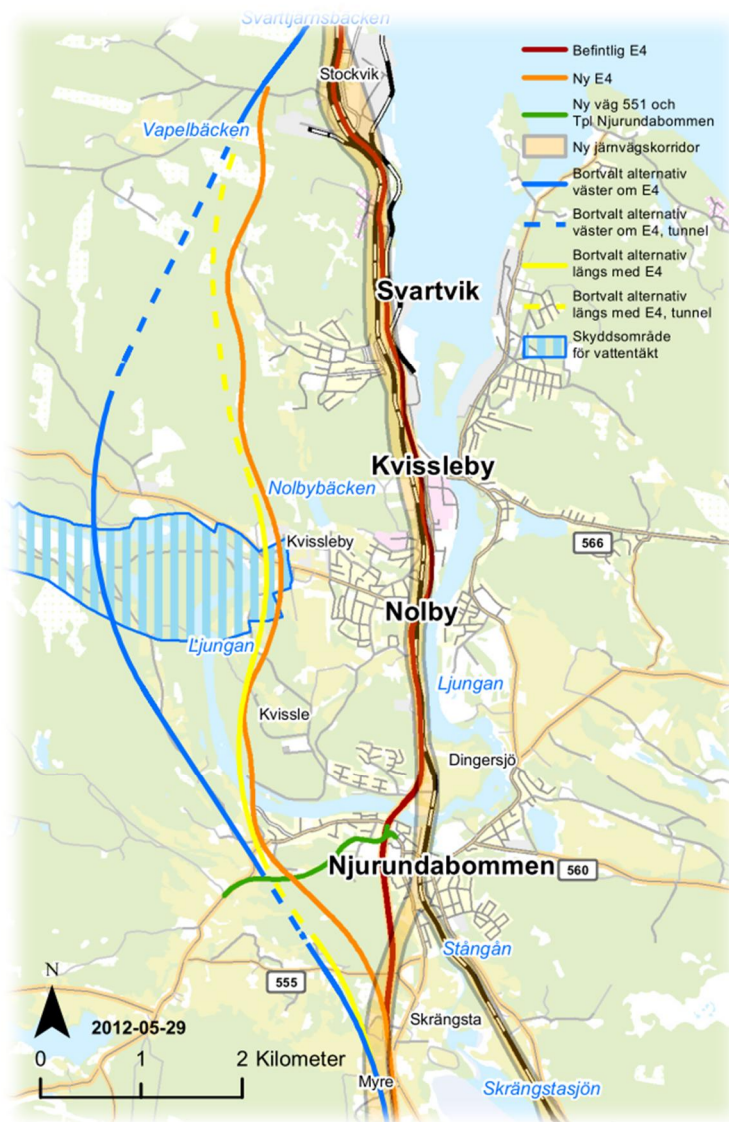 Svarttjärnsbäcken
Stockvik
Vapelbäcken
Befintlig E4
Ny E4
Ny väg 551 och
Tpl Njurundabommen
Ny järnvägskorridor
Bortvalt alternativ
väster om E4
Bortvalt alternativ
väster om E4, tunnel
Bortvalt alternativ
längs med E4
Bortvalt alternativ
längs med E4, tunnel
Skyddsområde
för vattentäkt
Svartvik
Kvissleby
Nolbybäcken
Kvissleby
566
Nolby
Ljungan
Ljungan
Kvissle
Dingersjö
Njurundabommen
560
Stångån
555
N
2012-05-29
Skrängsta
0 1 2 Kilometer
Myre
Skrängstasjön